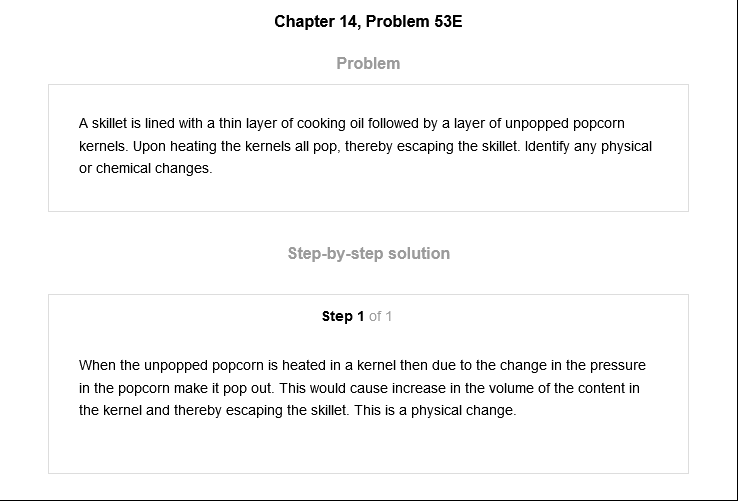 Chapter 14, Problem 53E
Problem
A skillet is lined with a thin layer of cooking oil followed by a layer of unpopped popcorn
kernels. Upon heating the kernels all pop, thereby escaping the skillet. Identify any physical
or chemical changes.
Step-by-step solution
Step 1 of 1
When the unpopped popcorn is heated in a kernel then due to the change in the pressure
in the popcorn make it pop out. This would cause increase in the volume of the content in
the kernel and thereby escaping the skillet. This is a physical change.